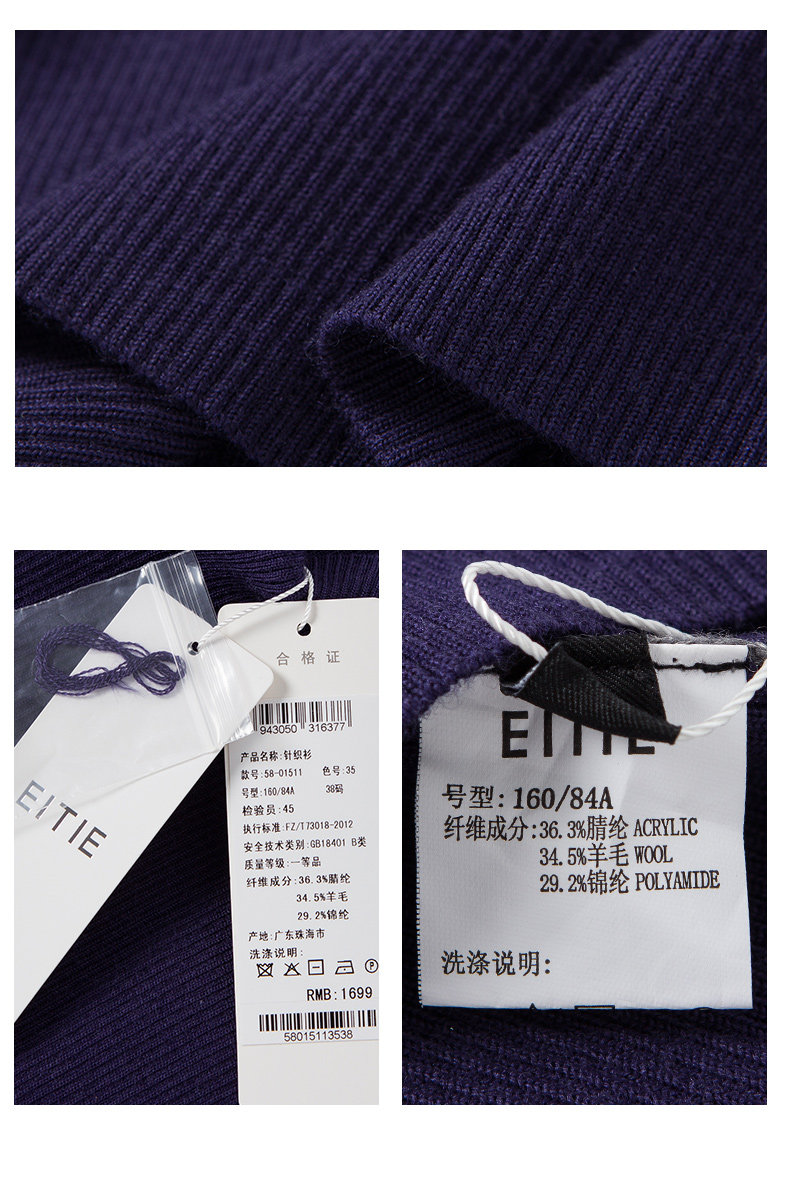 EITIE
合格证
943050 316377
产品名称:针织衫
款号:58-01511 色号:35
号型:160/84A 38码
检验员:45
执行标准:FZ/T73018-2012
安全技术类别:GB18401 B类
质量等级:一等品
纤维成分:36.3%腈纶
34.5%羊毛
29.2%锦纶
产地:广东珠海市
洗涤说明:
P
RMB:1699
58015113538
EITIE
号型:160/84A
纤维成分:36.3%腈纶 ACRYLIC
34.5%羊毛 WOOL
29.2%锦纶 POLYAMIDE
洗涤说明: